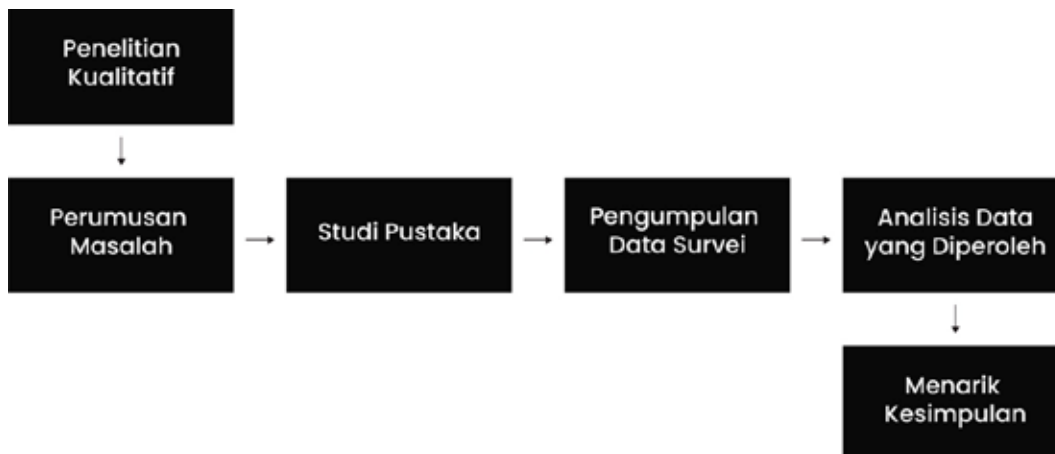 Penelitian
Kualitatif
Perumusan
Masalah
Studi Pustaka
Pengumpulan
Data Survei
Analisis Data
yang Diperoleh
Menarik
Kesimpulan